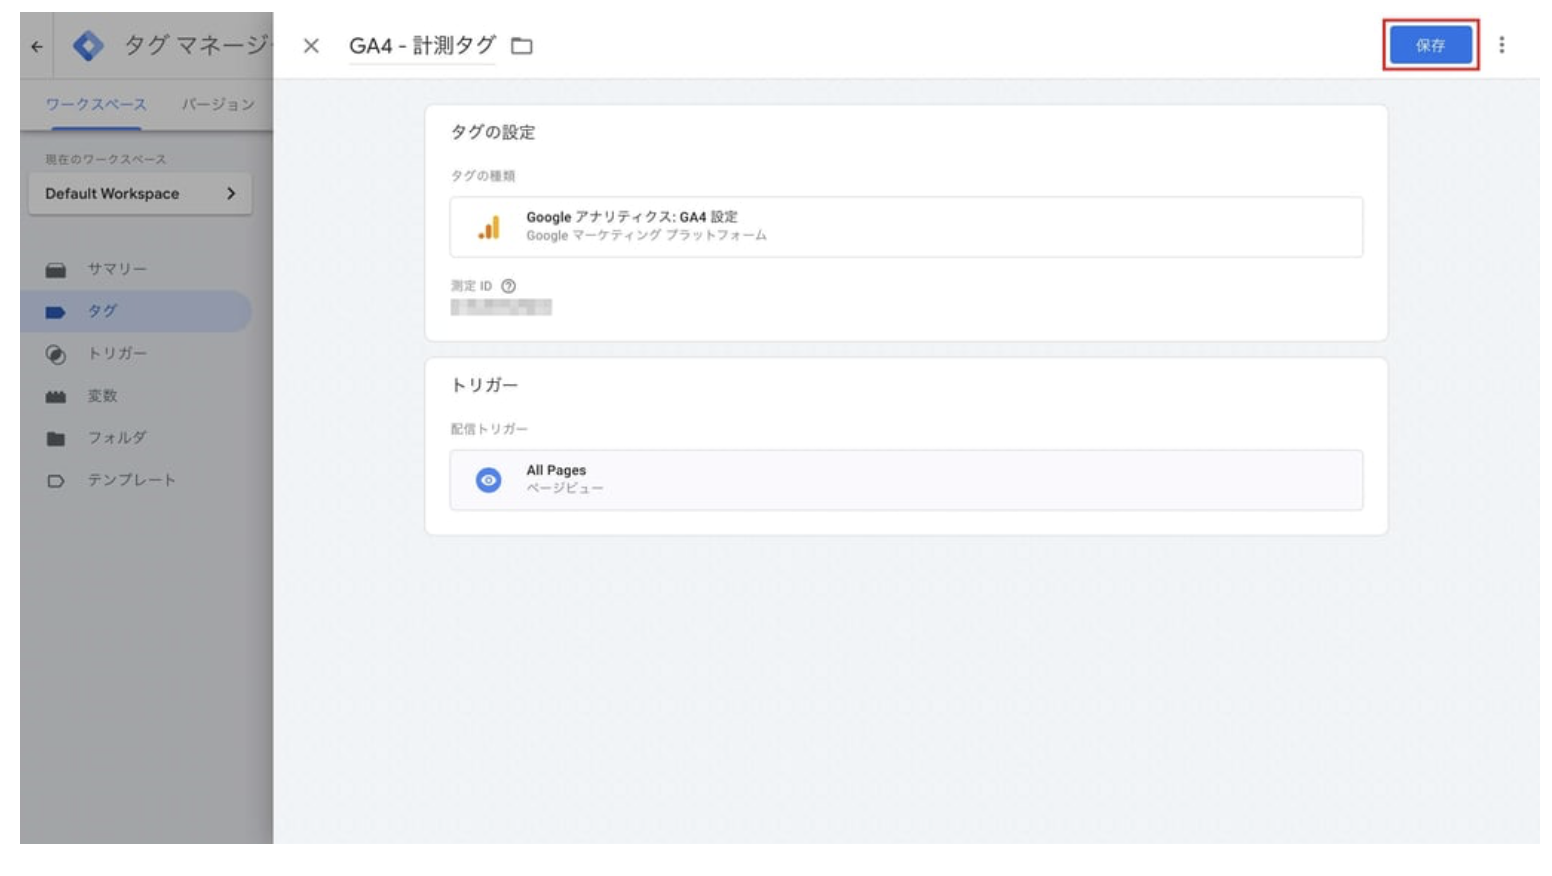 タグ マネージ
GA4 - 計測タグ
保存
ワークスペース バージョン
現在のワークスペース
Default Workspace
サマリー
タグ
トリガー
変数
フォルダ
テンプレート
タグの設定
タグの種類
Google アナリティクス: GA4 設定
Google マーケティング プラットフォーム
測定 ID
トリガー
配信トリガー
All Pages
ページビュー